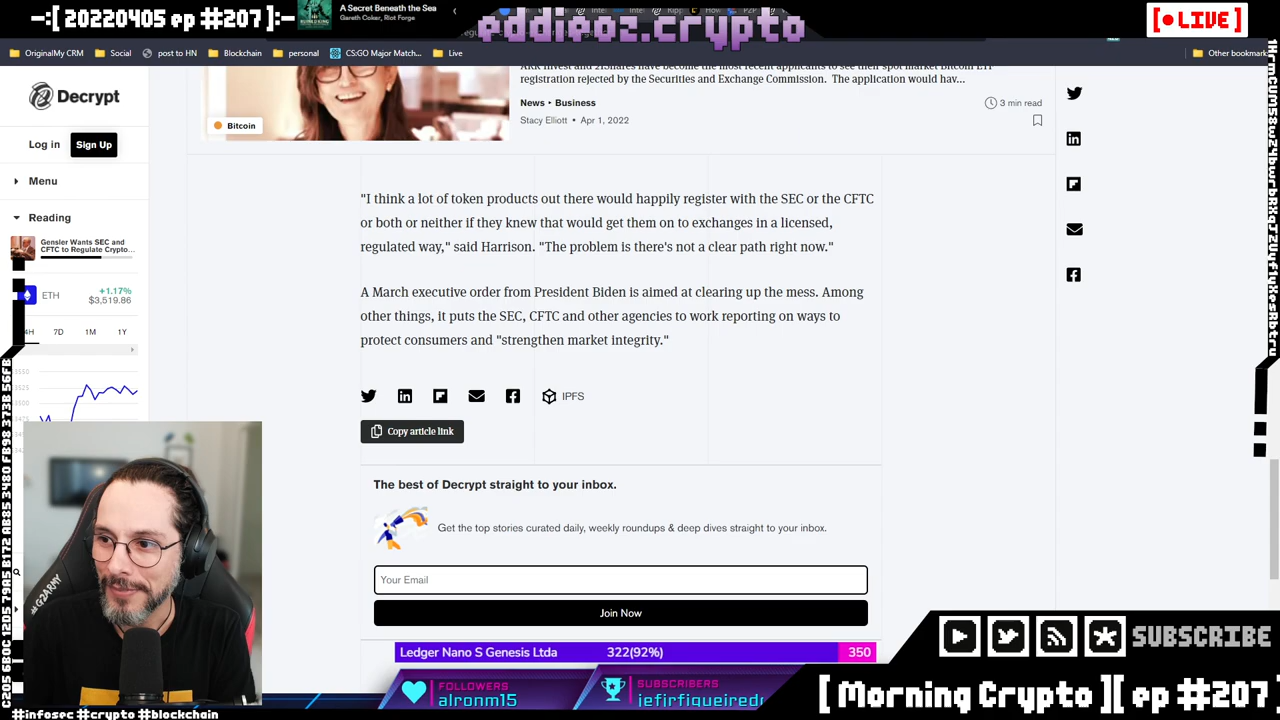 —:[ 20220405 ep #207]:—
A Secret Beneath the Sea
Gareth Coker, Riot Forge
eddieoz.crypto
[● LIVE]
OriginalMy CRM
Social
post to HN
Blockchain
personal
CS:GO Major Match...
Live
Other bookmark
Decrypt
Log in
Sign Up
Menu
Reading
Gensler Wants SEC and
CFTC to Regulate Crypto...
ETH
+1.17%
$3,519.86
7D
1M
1Y
ARK Invest and 21Shares have become the most recent applicants to see their spot market Bitcoin ETF
registration rejected by the Securities and Exchange Commission. The application would hav...
Bitcoin
News • Business
3 min read
Stacy Elliott • Apr 1, 2022
"I think a lot of token products out there would happily register with the SEC or the CFTC
or both or neither if they knew that would get them on to exchanges in a licensed,
regulated way," said Harrison. "The problem is there's not a clear path right now."
A March executive order from President Biden is aimed at clearing up the mess. Among
other things, it puts the SEC, CFTC and other agencies to work reporting on ways to
protect consumers and "strengthen market integrity."
IPFS
Copy article link
The best of Decrypt straight to your inbox.
Get the top stories curated daily, weekly roundups & deep dives straight to your inbox.
Your Email
Join Now
Ledger Nano S Genesis Ltda 322(92%) 350
FOLLOWERS
alronm15
SUBSCRIBERS
jefjrfigueiredo
SUBSCRIBE
[ Morning Crypto ][ ep #207]
#infosec #crypto #blockchain